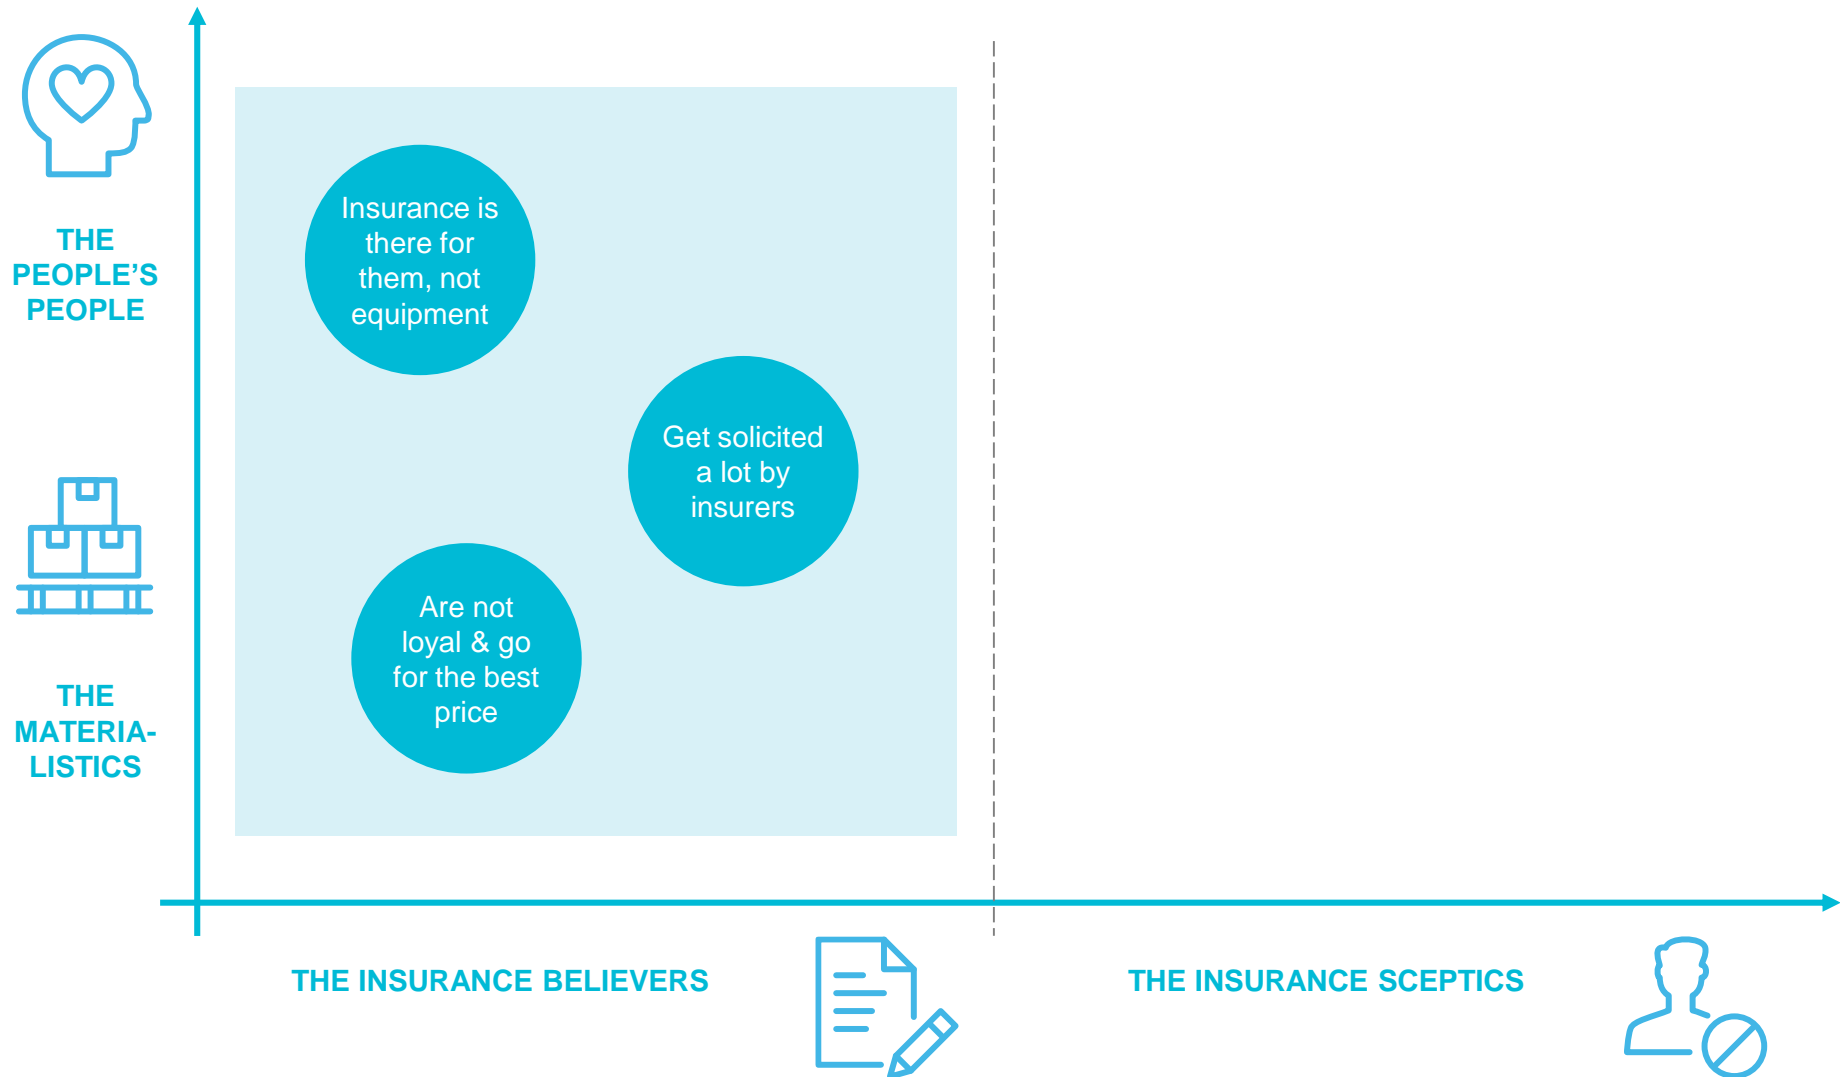 THE
PEOPLE’S
PEOPLE
Insurance is
there for
them, not
equipment
Get solicited
a lot by
insurers
Are not
loyal & go
for the best
price
THE
MATERIA-
LISTICS
THE INSURANCE BELIEVERS
THE INSURANCE SCEPTICS